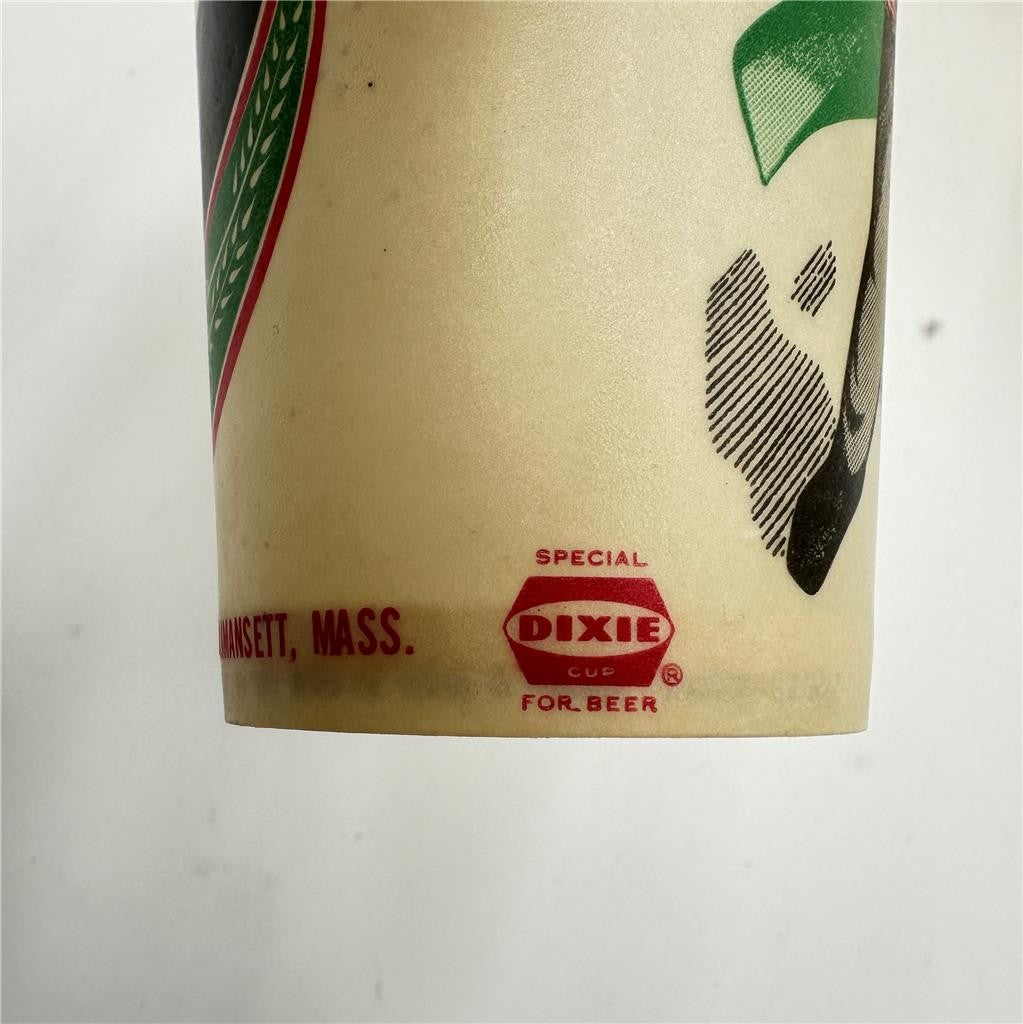 MANSETT, MASS.
SPECIAL
DIXIE
CUP
®
FOR BEER